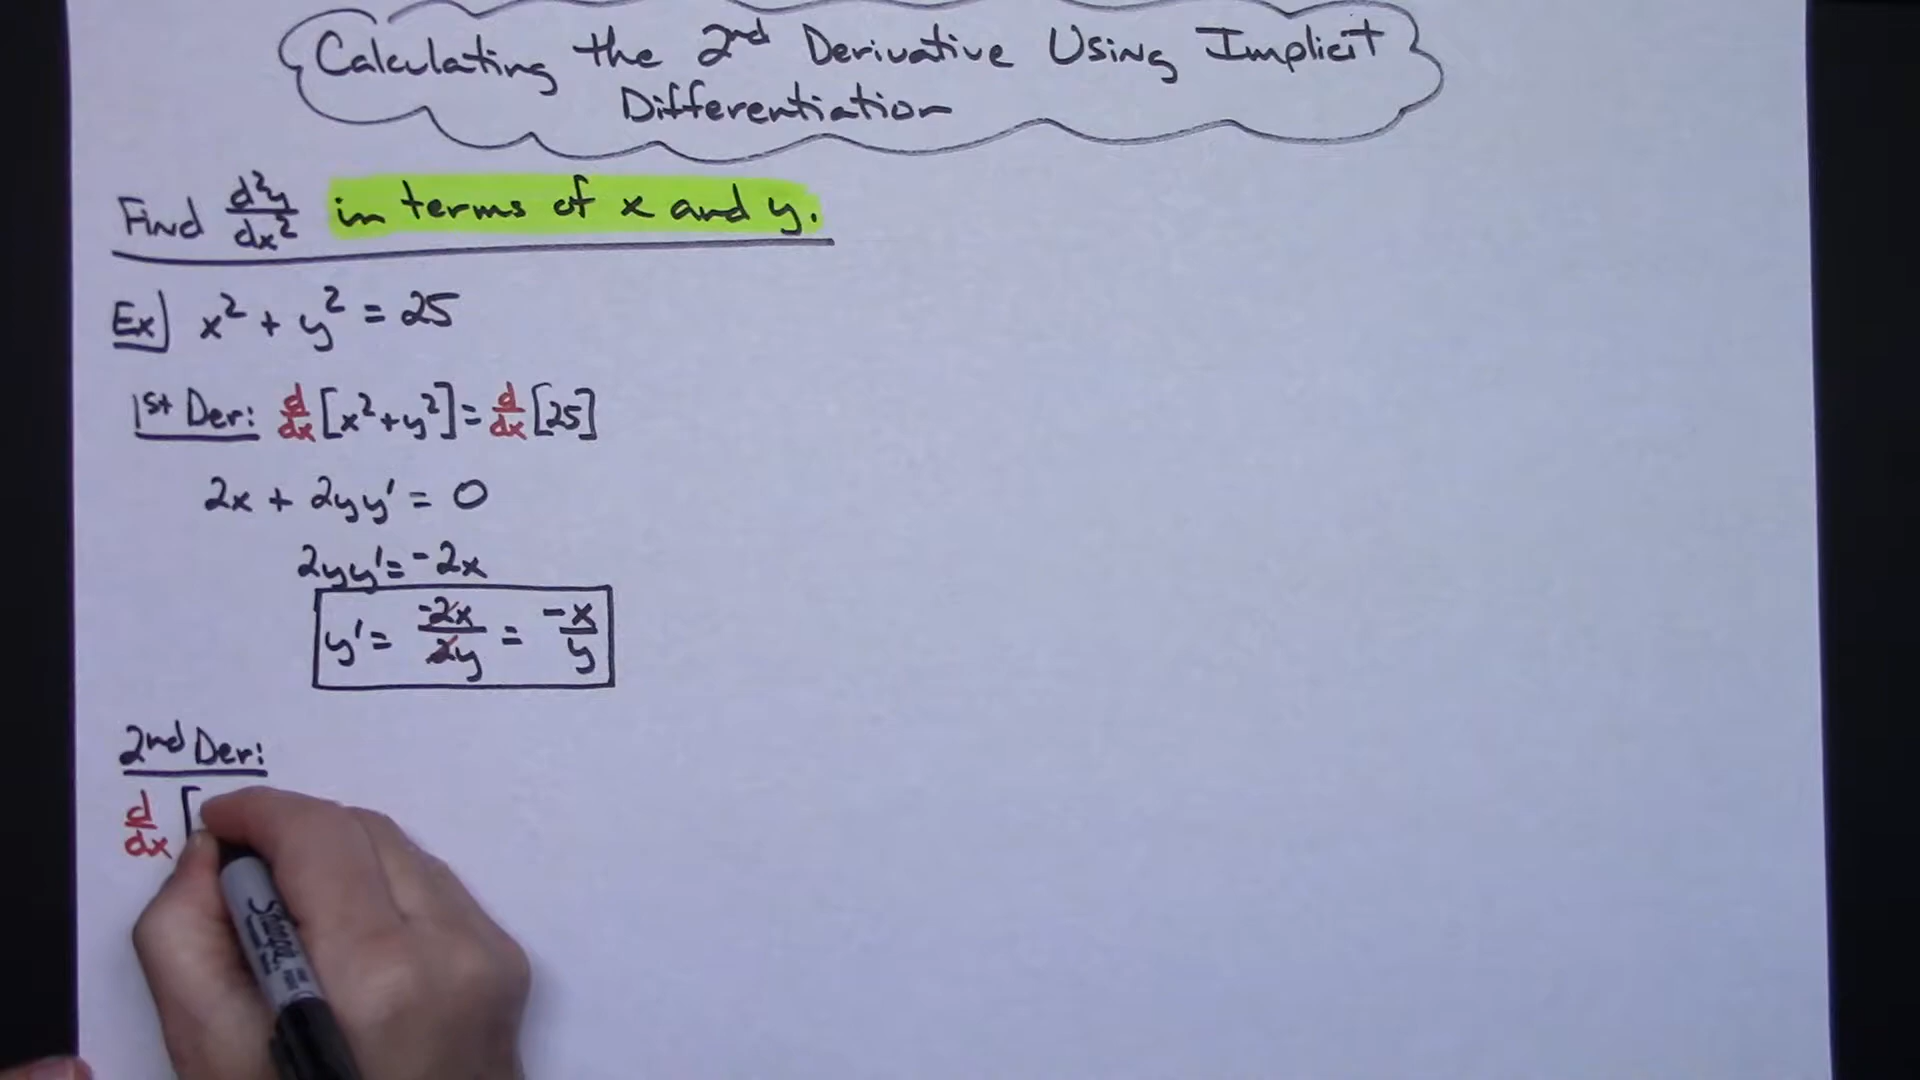 Calculating the 2nd Derivative Using Implicit
Differentiation
Find d²y/dx² in terms of x and y.
Ex] x² + y² = 25
1st Der: d/dx [x²+y²] = d/dx [25]
2x + 2yy' = 0
2yy' = -2x
y' = -2x/2y = -x/y
2nd Der:
d/dx [
Sharpie